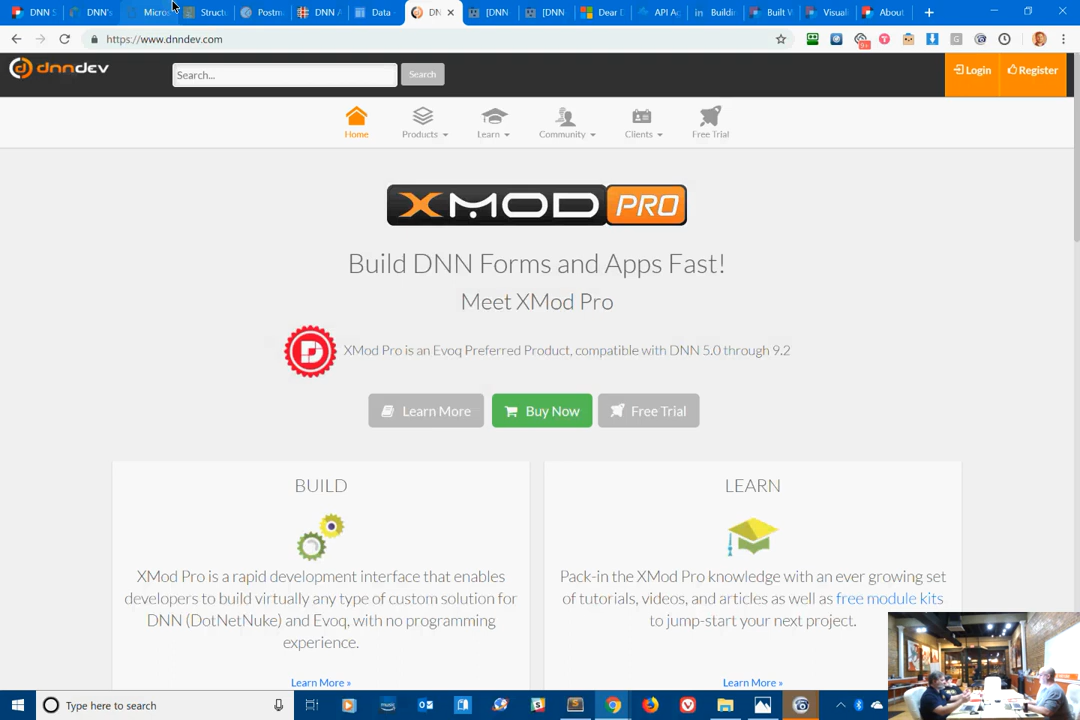 DNN S
DNN's
Micros
Structu
Postm
DNN A
Data -
DN
[DNN
[DNN
Dear D
API Ac
Buildin
Built W
Visuali
About
https://www.dnndev.com
dnndev
Search...
Search
Login
Register
Home
Products
Learn
Community
Clients
Free Trial
XMOD PRO
Build DNN Forms and Apps Fast!
Meet XMod Pro
XMod Pro is an Evoq Preferred Product, compatible with DNN 5.0 through 9.2
Learn More
Buy Now
Free Trial
BUILD
XMod Pro is a rapid development interface that enables
developers to build virtually any type of custom solution for
DNN (DotNetNuke) and Evoq, with no programming
experience.
Learn More »
LEARN
Pack-in the XMod Pro knowledge with an ever growing set
of tutorials, videos, and articles as well as free module kits
to jump-start your next project.
Learn More »
Type here to search